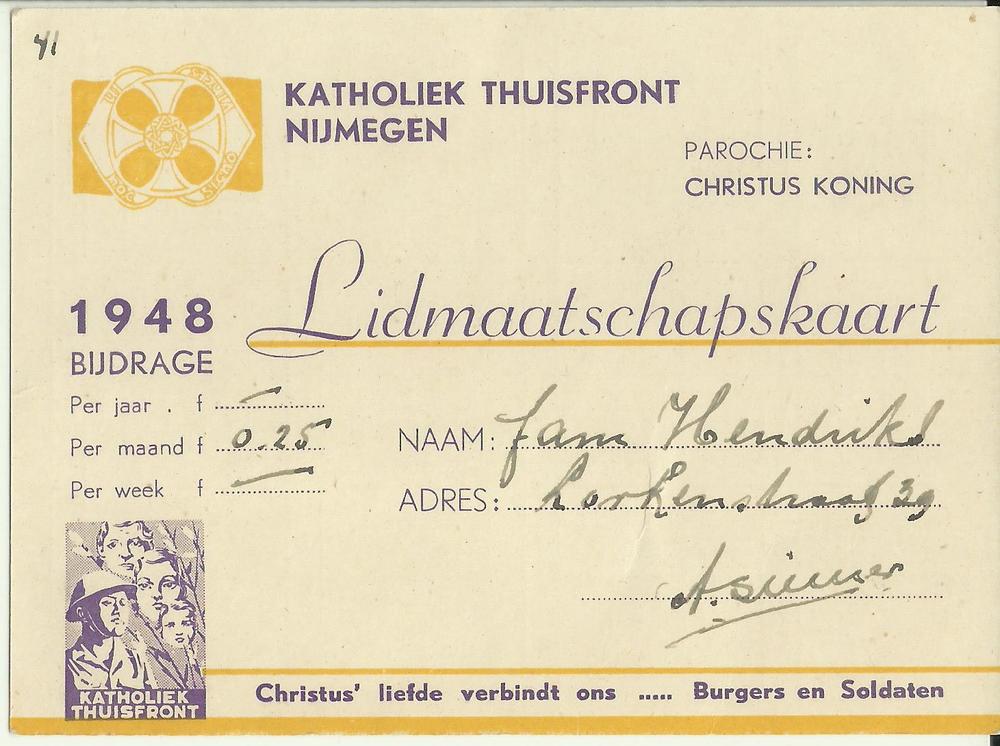 41
KATHOLIEK THUISFRONT
NIJMEGEN
PAROCHIE:
CHRISTUS KONING
Lidmaatschapskaart
1948
BIJDRAGE
Per jaar . f —
Per maand f 0.25
Per week f —
NAAM: fam Hendriks
ADRES: Lorkenstraat 39
KATHOLIEK
THUISFRONT
Christus' liefde verbindt ons ..... Burgers en Soldaten